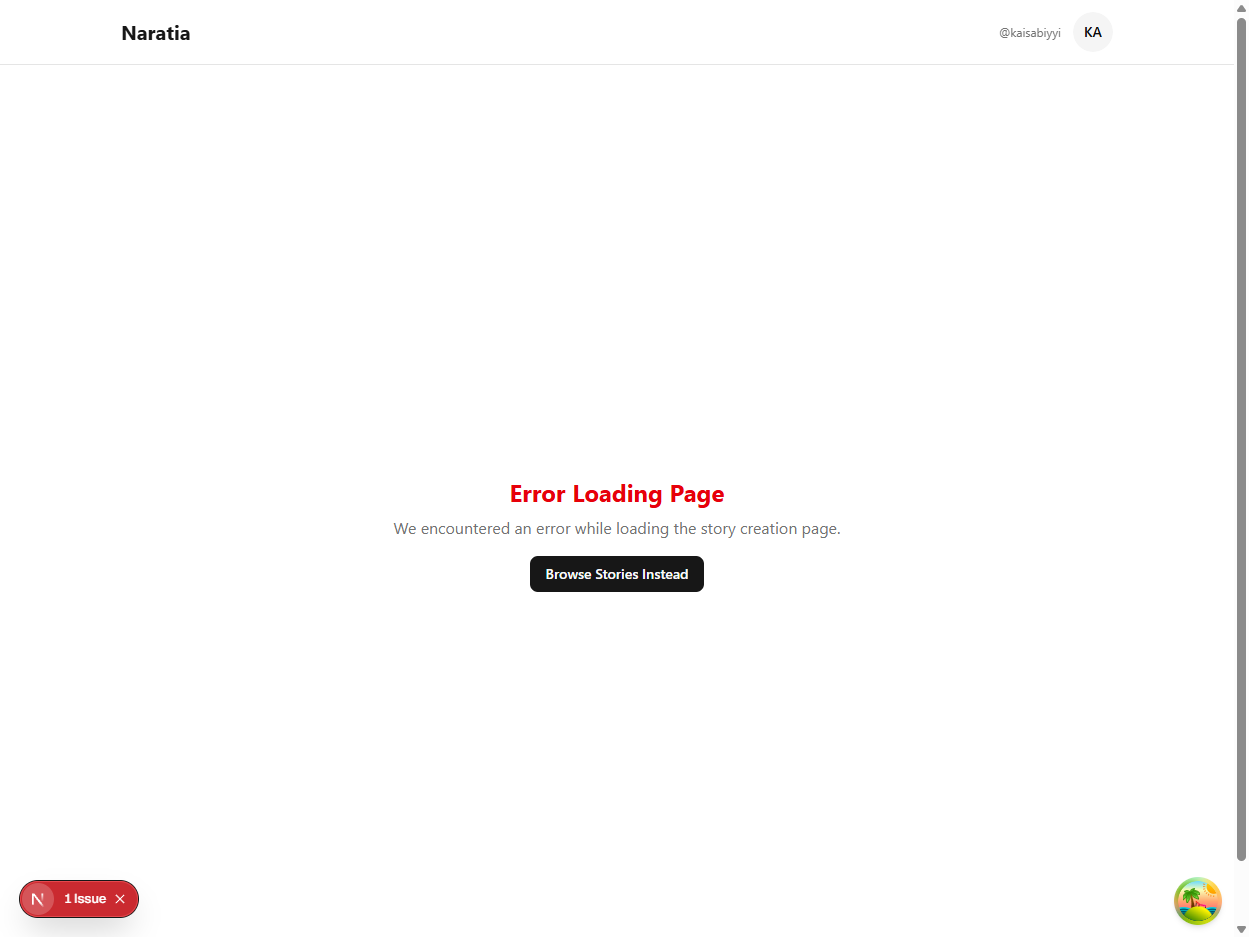 Naratia
@kaisabiyyi
KA
Error Loading Page
We encountered an error while loading the story creation page.
Browse Stories Instead
N 1 Issue